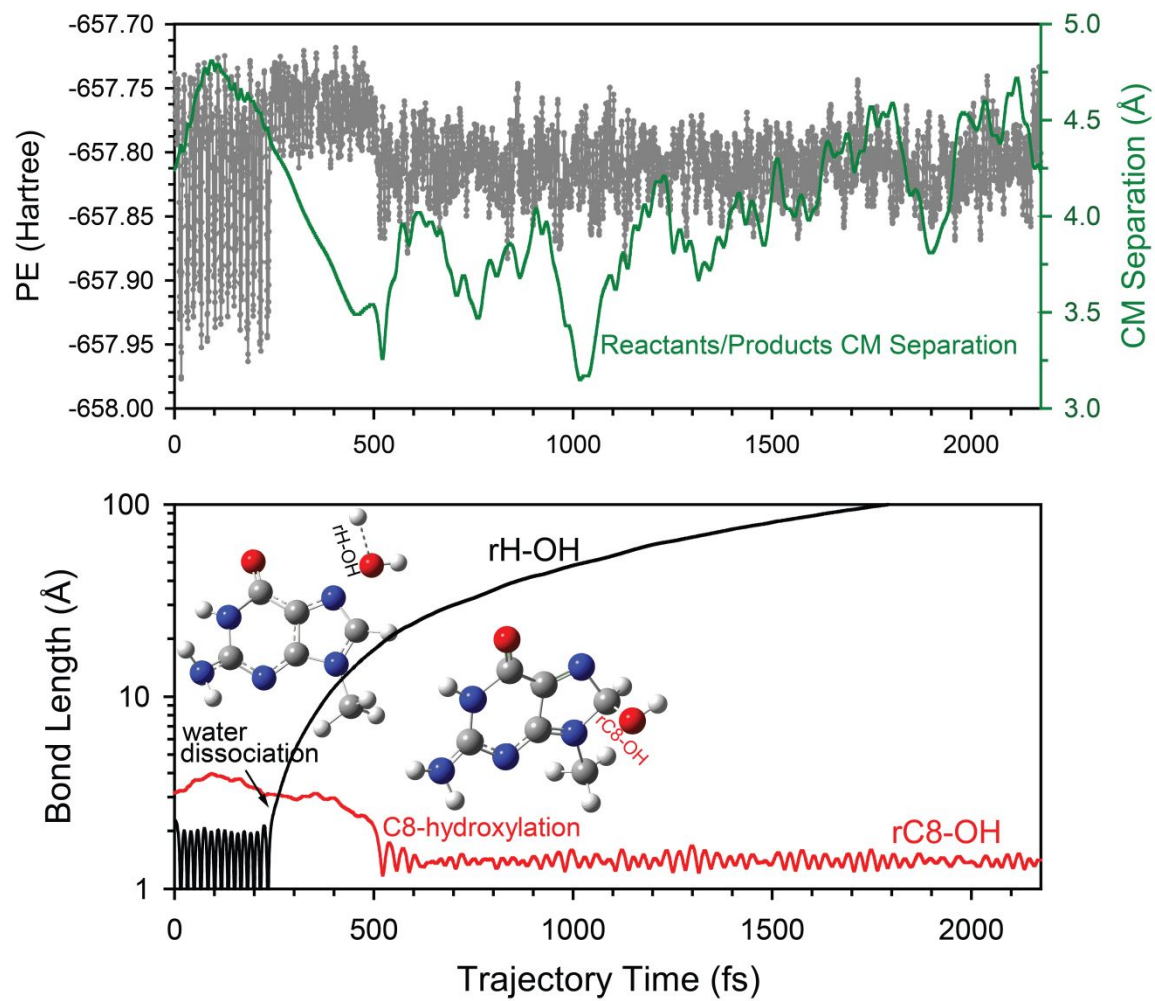 -657.70
-657.75
-657.80
-657.85
-657.90
-657.95
-658.00
PE (Hartree)
5.0
4.5
4.0
3.5
3.0
CM Separation (Å)
Reactants/Products CM Separation
0 500 1000 1500 2000
100
10
1
Bond Length (Å)
rH-OH
rH-OH
water
dissociation
rC8-OH
C8-hydroxylation
rC8-OH
0 500 1000 1500 2000
Trajectory Time (fs)